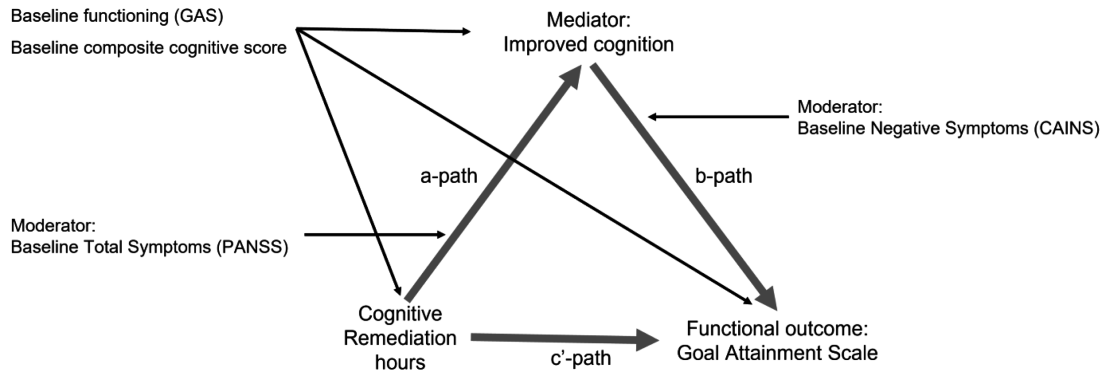 Baseline functioning (GAS)
Baseline composite cognitive score
Mediator:
Improved cognition
Moderator:
Baseline Negative Symptoms (CAINS)
a-path
b-path
Moderator:
Baseline Total Symptoms (PANSS)
Cognitive
Remediation
hours
c’-path
Functional outcome:
Goal Attainment Scale